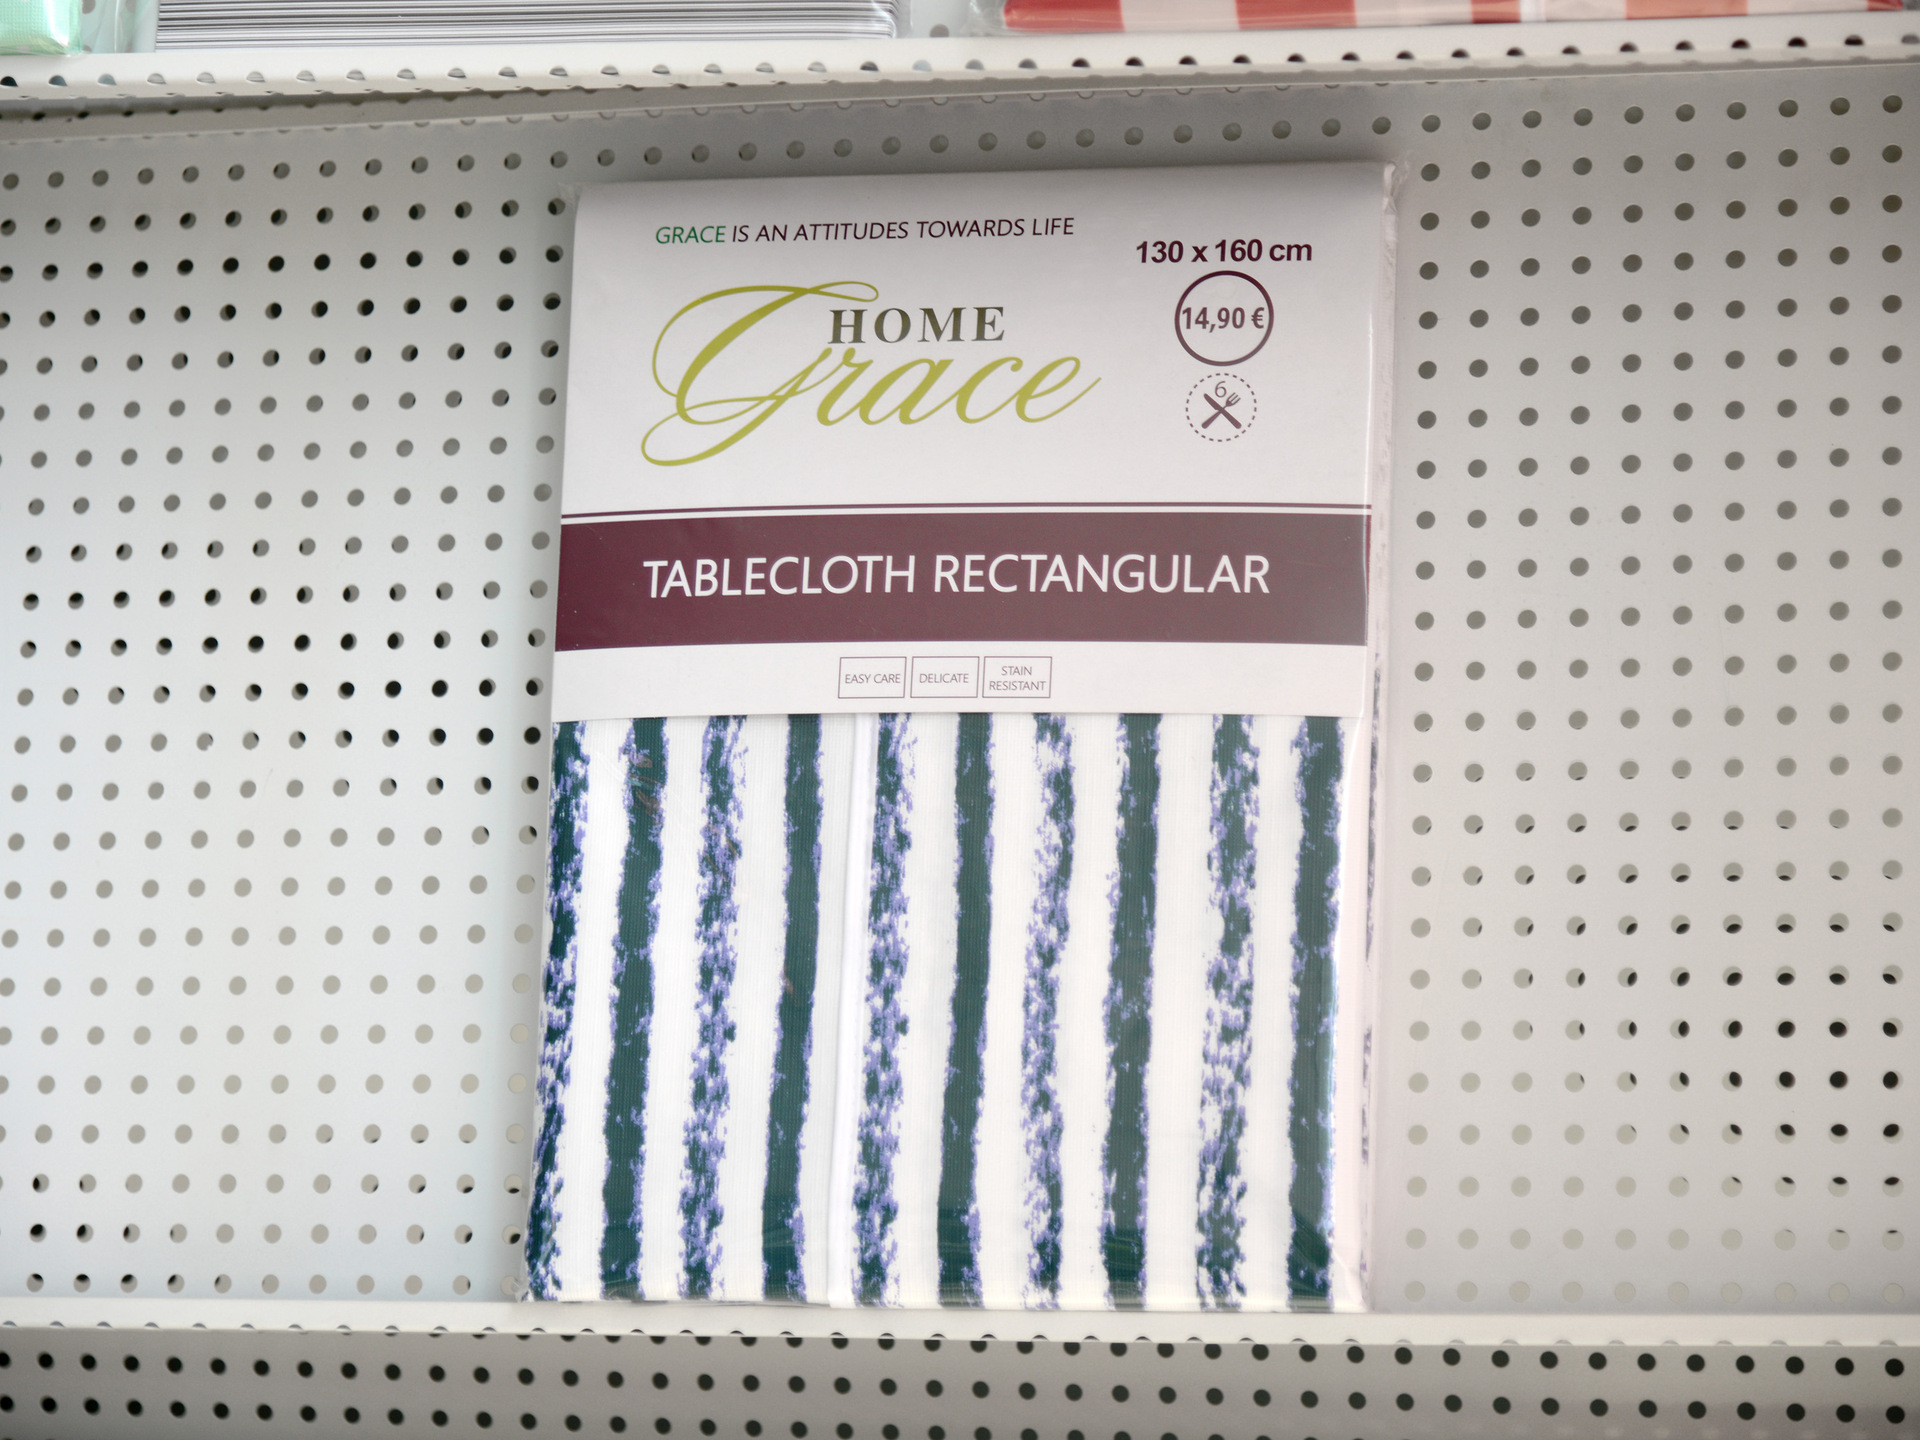 GRACE IS AN ATTITUDES TOWARDS LIFE
130 x 160 cm
HOME
Grace
14,90 €
6
TABLECLOTH RECTANGULAR
EASY CARE
DELICATE
STAIN
RESISTANT